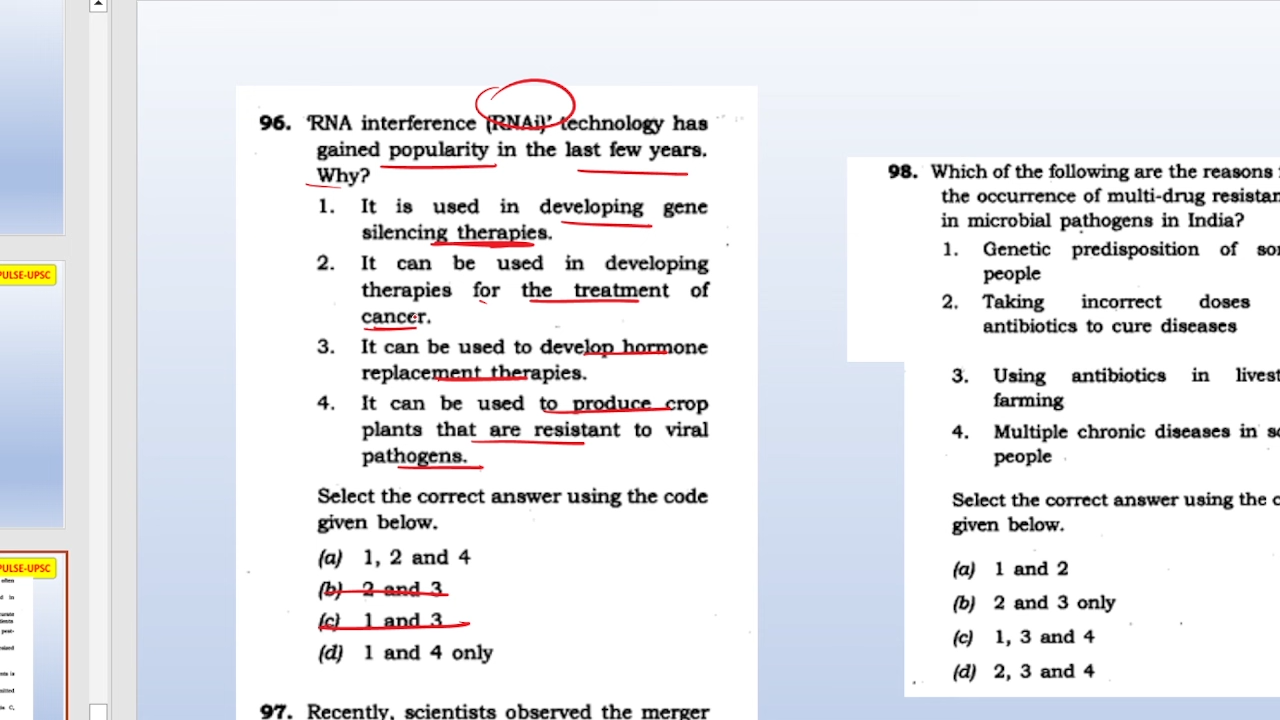 PULSE-UPSC
PULSE-UPSC
96. 'RNA interference (RNAi)' technology has
gained popularity in the last few years.
Why?
1. It is used in developing gene
silencing therapies.
2. It can be used in developing
therapies for the treatment of
cancer.
3. It can be used to develop hormone
replacement therapies.
4. It can be used to produce crop
plants that are resistant to viral
pathogens.
Select the correct answer using the code
given below.
(a) 1, 2 and 4
(b) 2 and 3
(c) 1 and 3
(d) 1 and 4 only
97. Recently, scientists observed the merger
98. Which of the following are the reasons
the occurrence of multi-drug resistan
in microbial pathogens in India?
1. Genetic predisposition of so
people
2. Taking incorrect doses
antibiotics to cure diseases
3. Using antibiotics in livest
farming
4. Multiple chronic diseases in so
people
Select the correct answer using the c
given below.
(a) 1 and 2
(b) 2 and 3 only
(c) 1, 3 and 4
(d) 2, 3 and 4